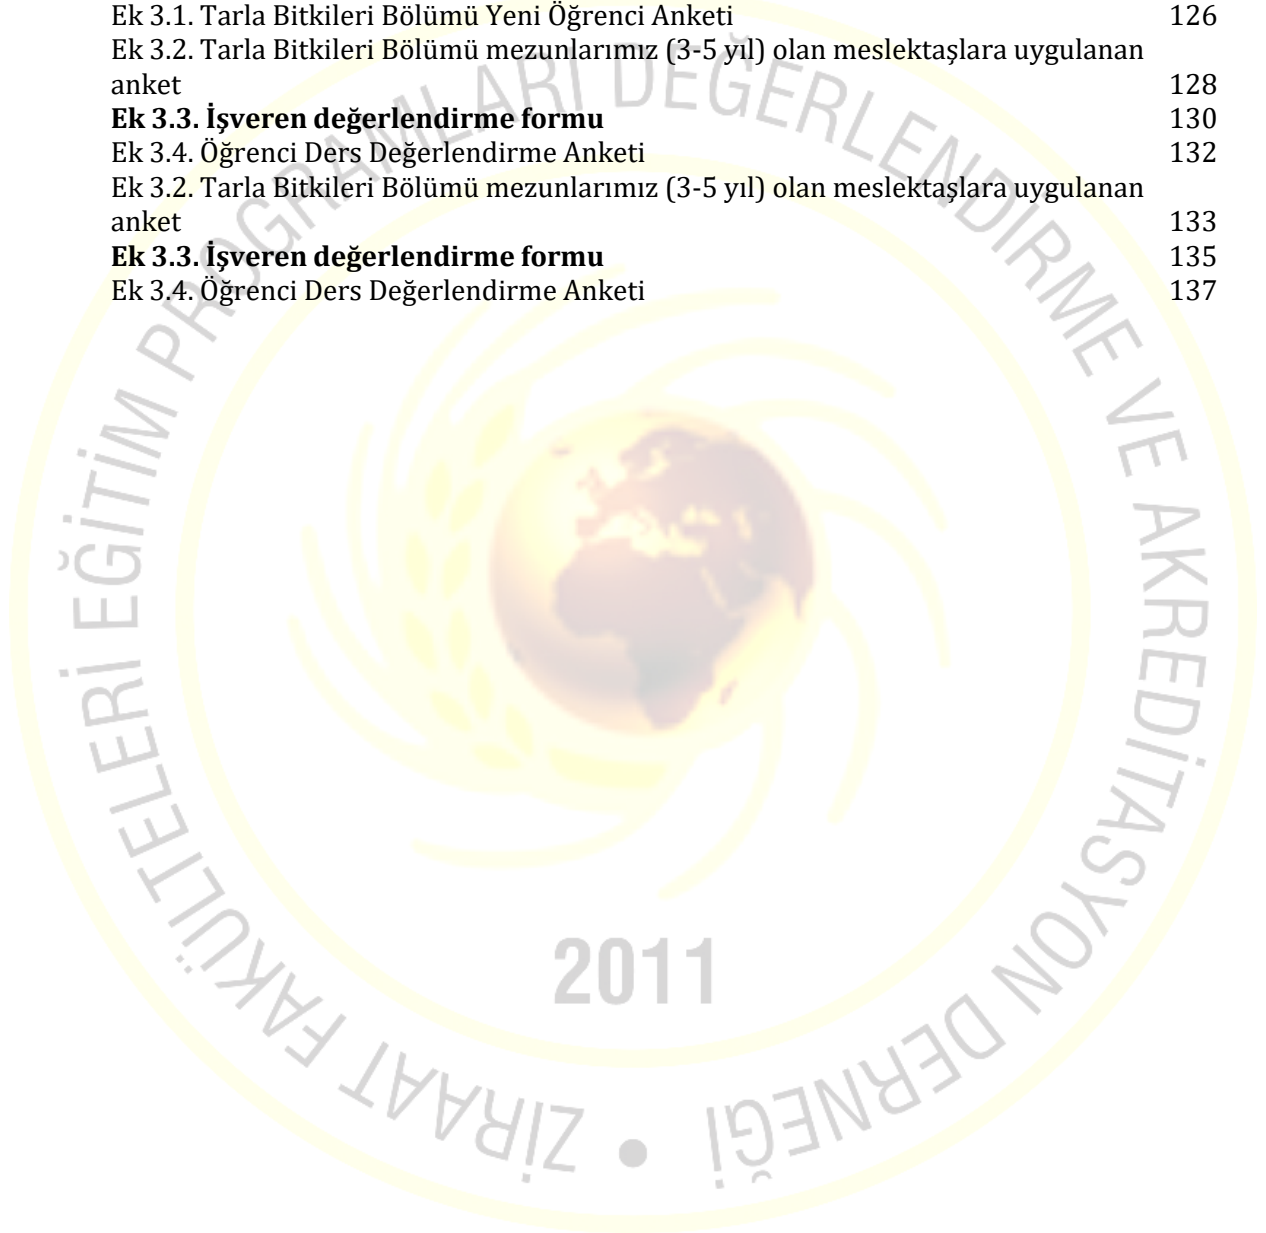 Ek 3.1. Tarla Bitkileri Bölümü Yeni Öğrenci Anketi 126
Ek 3.2. Tarla Bitkileri Bölümü mezunlarımız (3-5 yıl) olan meslektaşlara uygulanan
anket 128
Ek 3.3. İşveren değerlendirme formu 130
Ek 3.4. Öğrenci Ders Değerlendirme Anketi 132
Ek 3.2. Tarla Bitkileri Bölümü mezunlarımız (3-5 yıl) olan meslektaşlara uygulanan
anket 133
Ek 3.3. İşveren değerlendirme formu 135
Ek 3.4. Öğrenci Ders Değerlendirme Anketi 137
ZİRAAT FAKÜLTELERİ EĞİTİM PROGRAMLARI DEĞERLENDİRME VE AKREDİTASYON DERNEĞİ •
2011